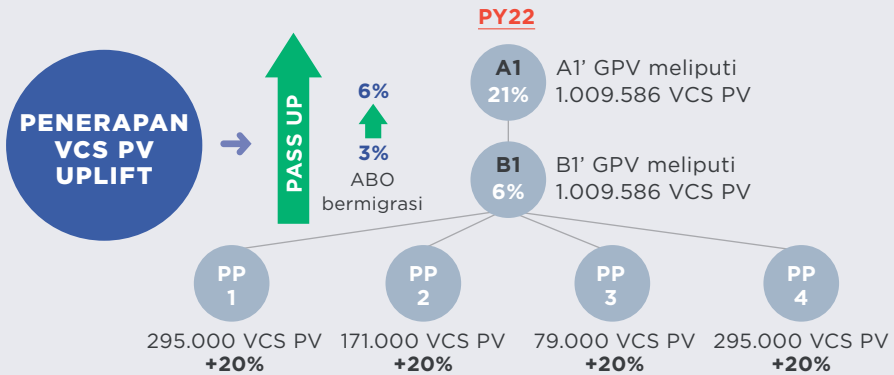 PY22
PENERAPAN
VCS PV
UPLIFT
PASS UP
6%
3%
ABO
bermigrasi
A1
21%
A1’ GPV meliputi
1.009.586 VCS PV
B1
6%
B1’ GPV meliputi
1.009.586 VCS PV
PP
1
PP
2
PP
3
PP
4
295.000 VCS PV
+20%
171.000 VCS PV
+20%
79.000 VCS PV
+20%
295.000 VCS PV
+20%